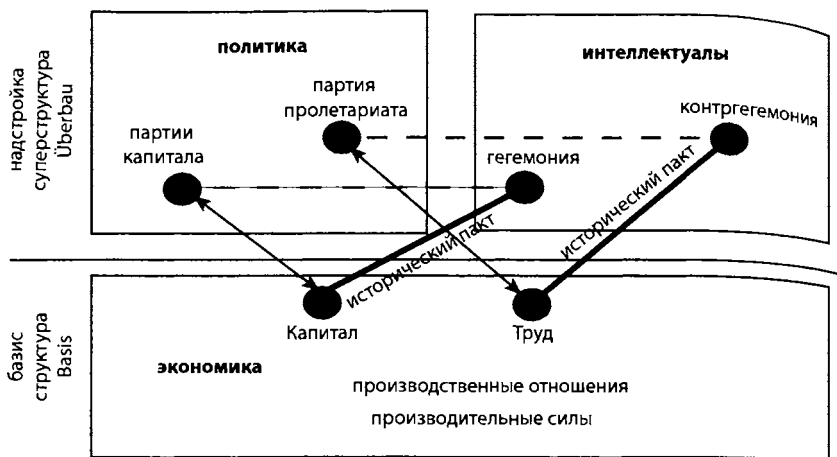 надстройка
суперструктура
Überbau
политика
партия
пролетариата
партии
капитала
интеллектуалы
контргегемония
гегемония
исторический пакт
исторический пакт
базис
структура
Basis
Капитал
Труд
экономика
производственные отношения
производительные силы